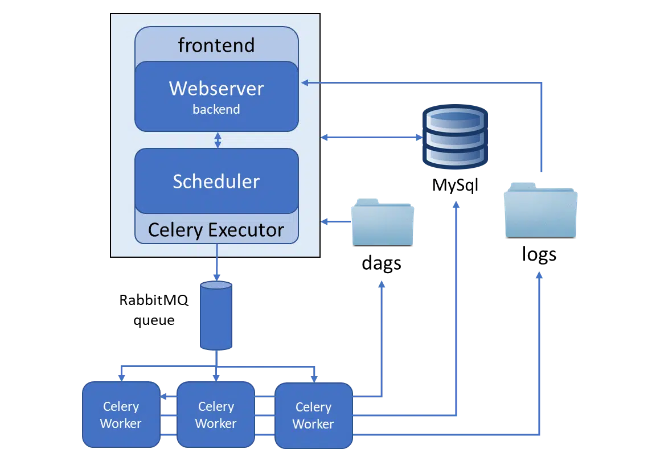 frontend
Webserver
backend
Scheduler
Celery Executor
MySql
dags
logs
RabbitMQ
queue
Celery
Worker
Celery
Worker
Celery
Worker